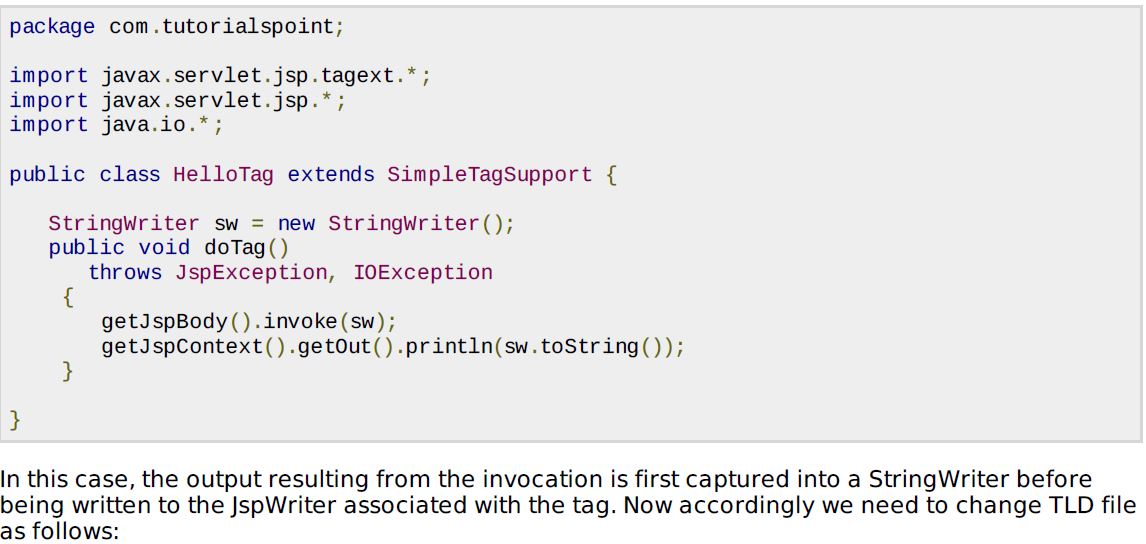 package com.tutorialspoint;
import javax.servlet.jsp.tagext.*;
import javax.servlet.jsp.*;
import java.io.*;
public class HelloTag extends SimpleTagSupport {
StringWriter sw = new StringWriter();
public void doTag()
throws JspException, IOException
{
getJspBody().invoke(sw);
getJspContext().getOut().println(sw.toString());
}
}
In this case, the output resulting from the invocation is first captured into a StringWriter before
being written to the JspWriter associated with the tag. Now accordingly we need to change TLD file
as follows: